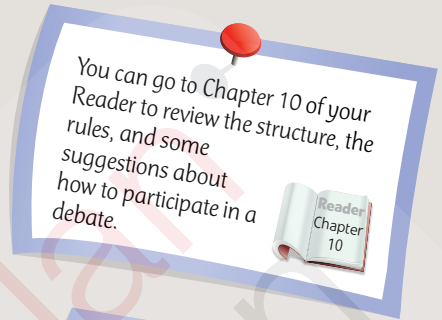 You can go to Chapter 10 of your
Reader to review the structure, the
rules, and some
suggestions about
how to participate in a
debate.
Reader
Chapter
10